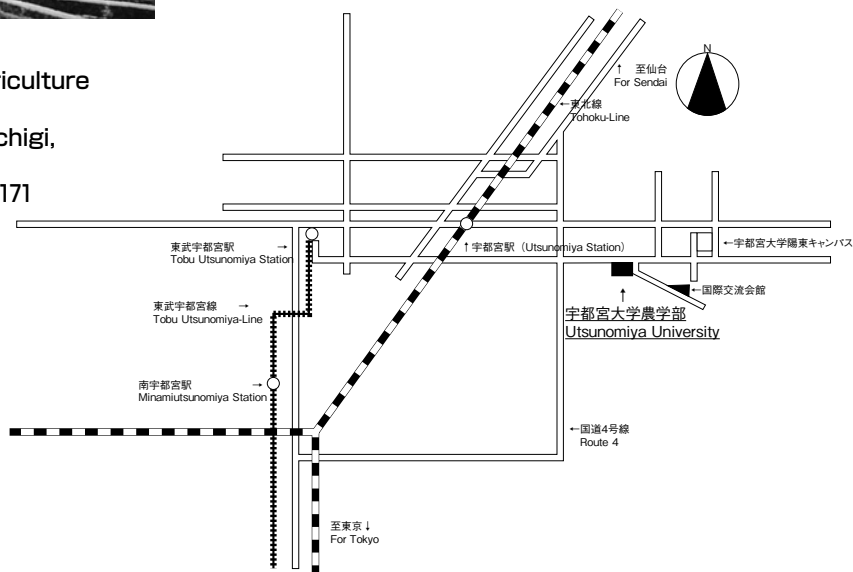 iculture
chigi,
171
N
↑ 至仙台
For Sendai
←東北線
Tohoku-Line
東武宇都宮駅 →
Tobu Utsunomiya Station
↑宇都宮駅（Utsunomiya Station）
←宇都宮大学陽東キャンパス
←国際交流会館
↑
宇都宮大学農学部
Utsunomiya University
東武宇都宮線 →
Tobu Utsunomiya-Line
南宇都宮駅 →
Minamiutsunomiya Station
←国道4号線
Route 4
至東京↓
For Tokyo